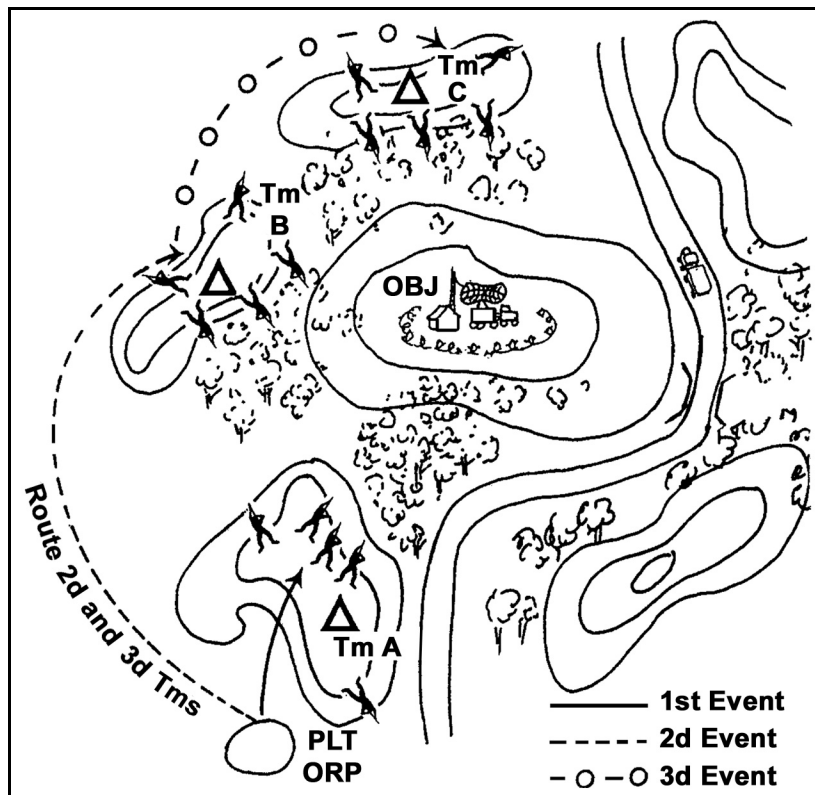 Tm
C
Tm
B
OBJ
Route 2d and 3d Tms
Tm A
PLT
ORP
1st Event
2d Event
3d Event